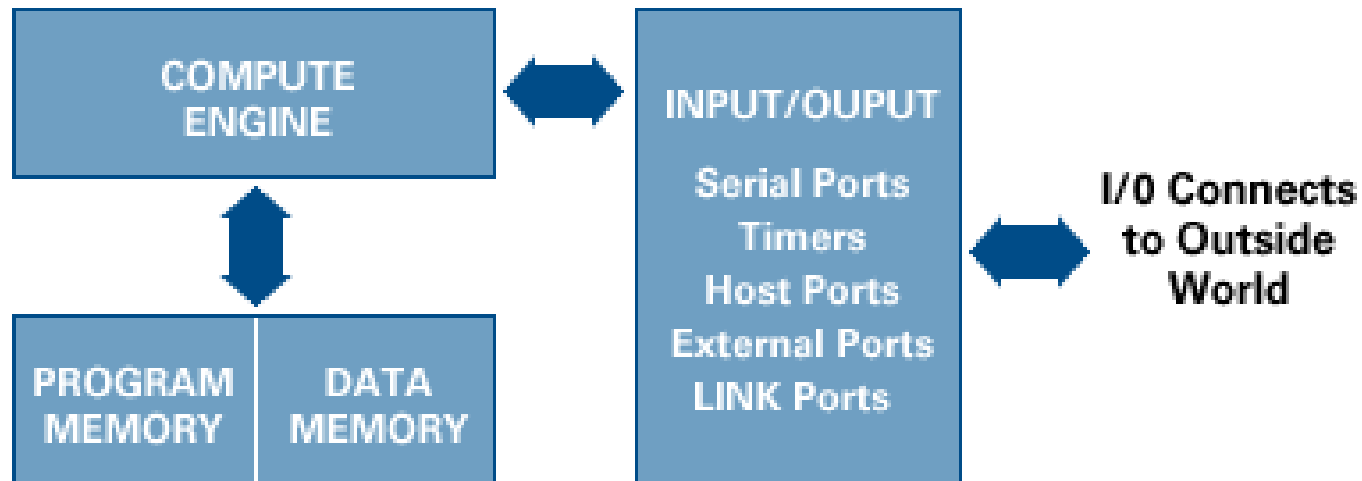 COMPUTE
ENGINE
PROGRAM
MEMORY
DATA
MEMORY
INPUT/OUPUT
Serial Ports
Timers
Host Ports
External Ports
LINK Ports
I/0 Connects
to Outside
World